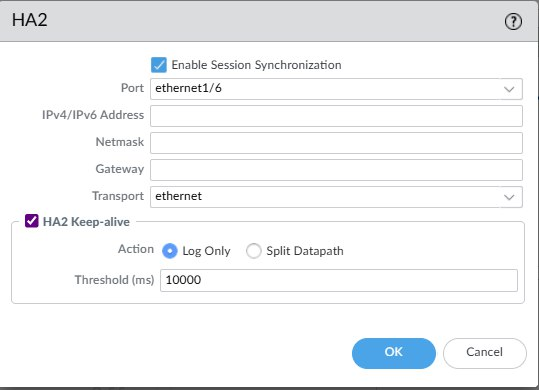 HA2
Enable Session Synchronization
Port ethernet1/6
IPv4/IPv6 Address
Netmask
Gateway
Transport ethernet
HA2 Keep-alive
Action Log Only Split Datapath
Threshold (ms) 10000
OK Cancel